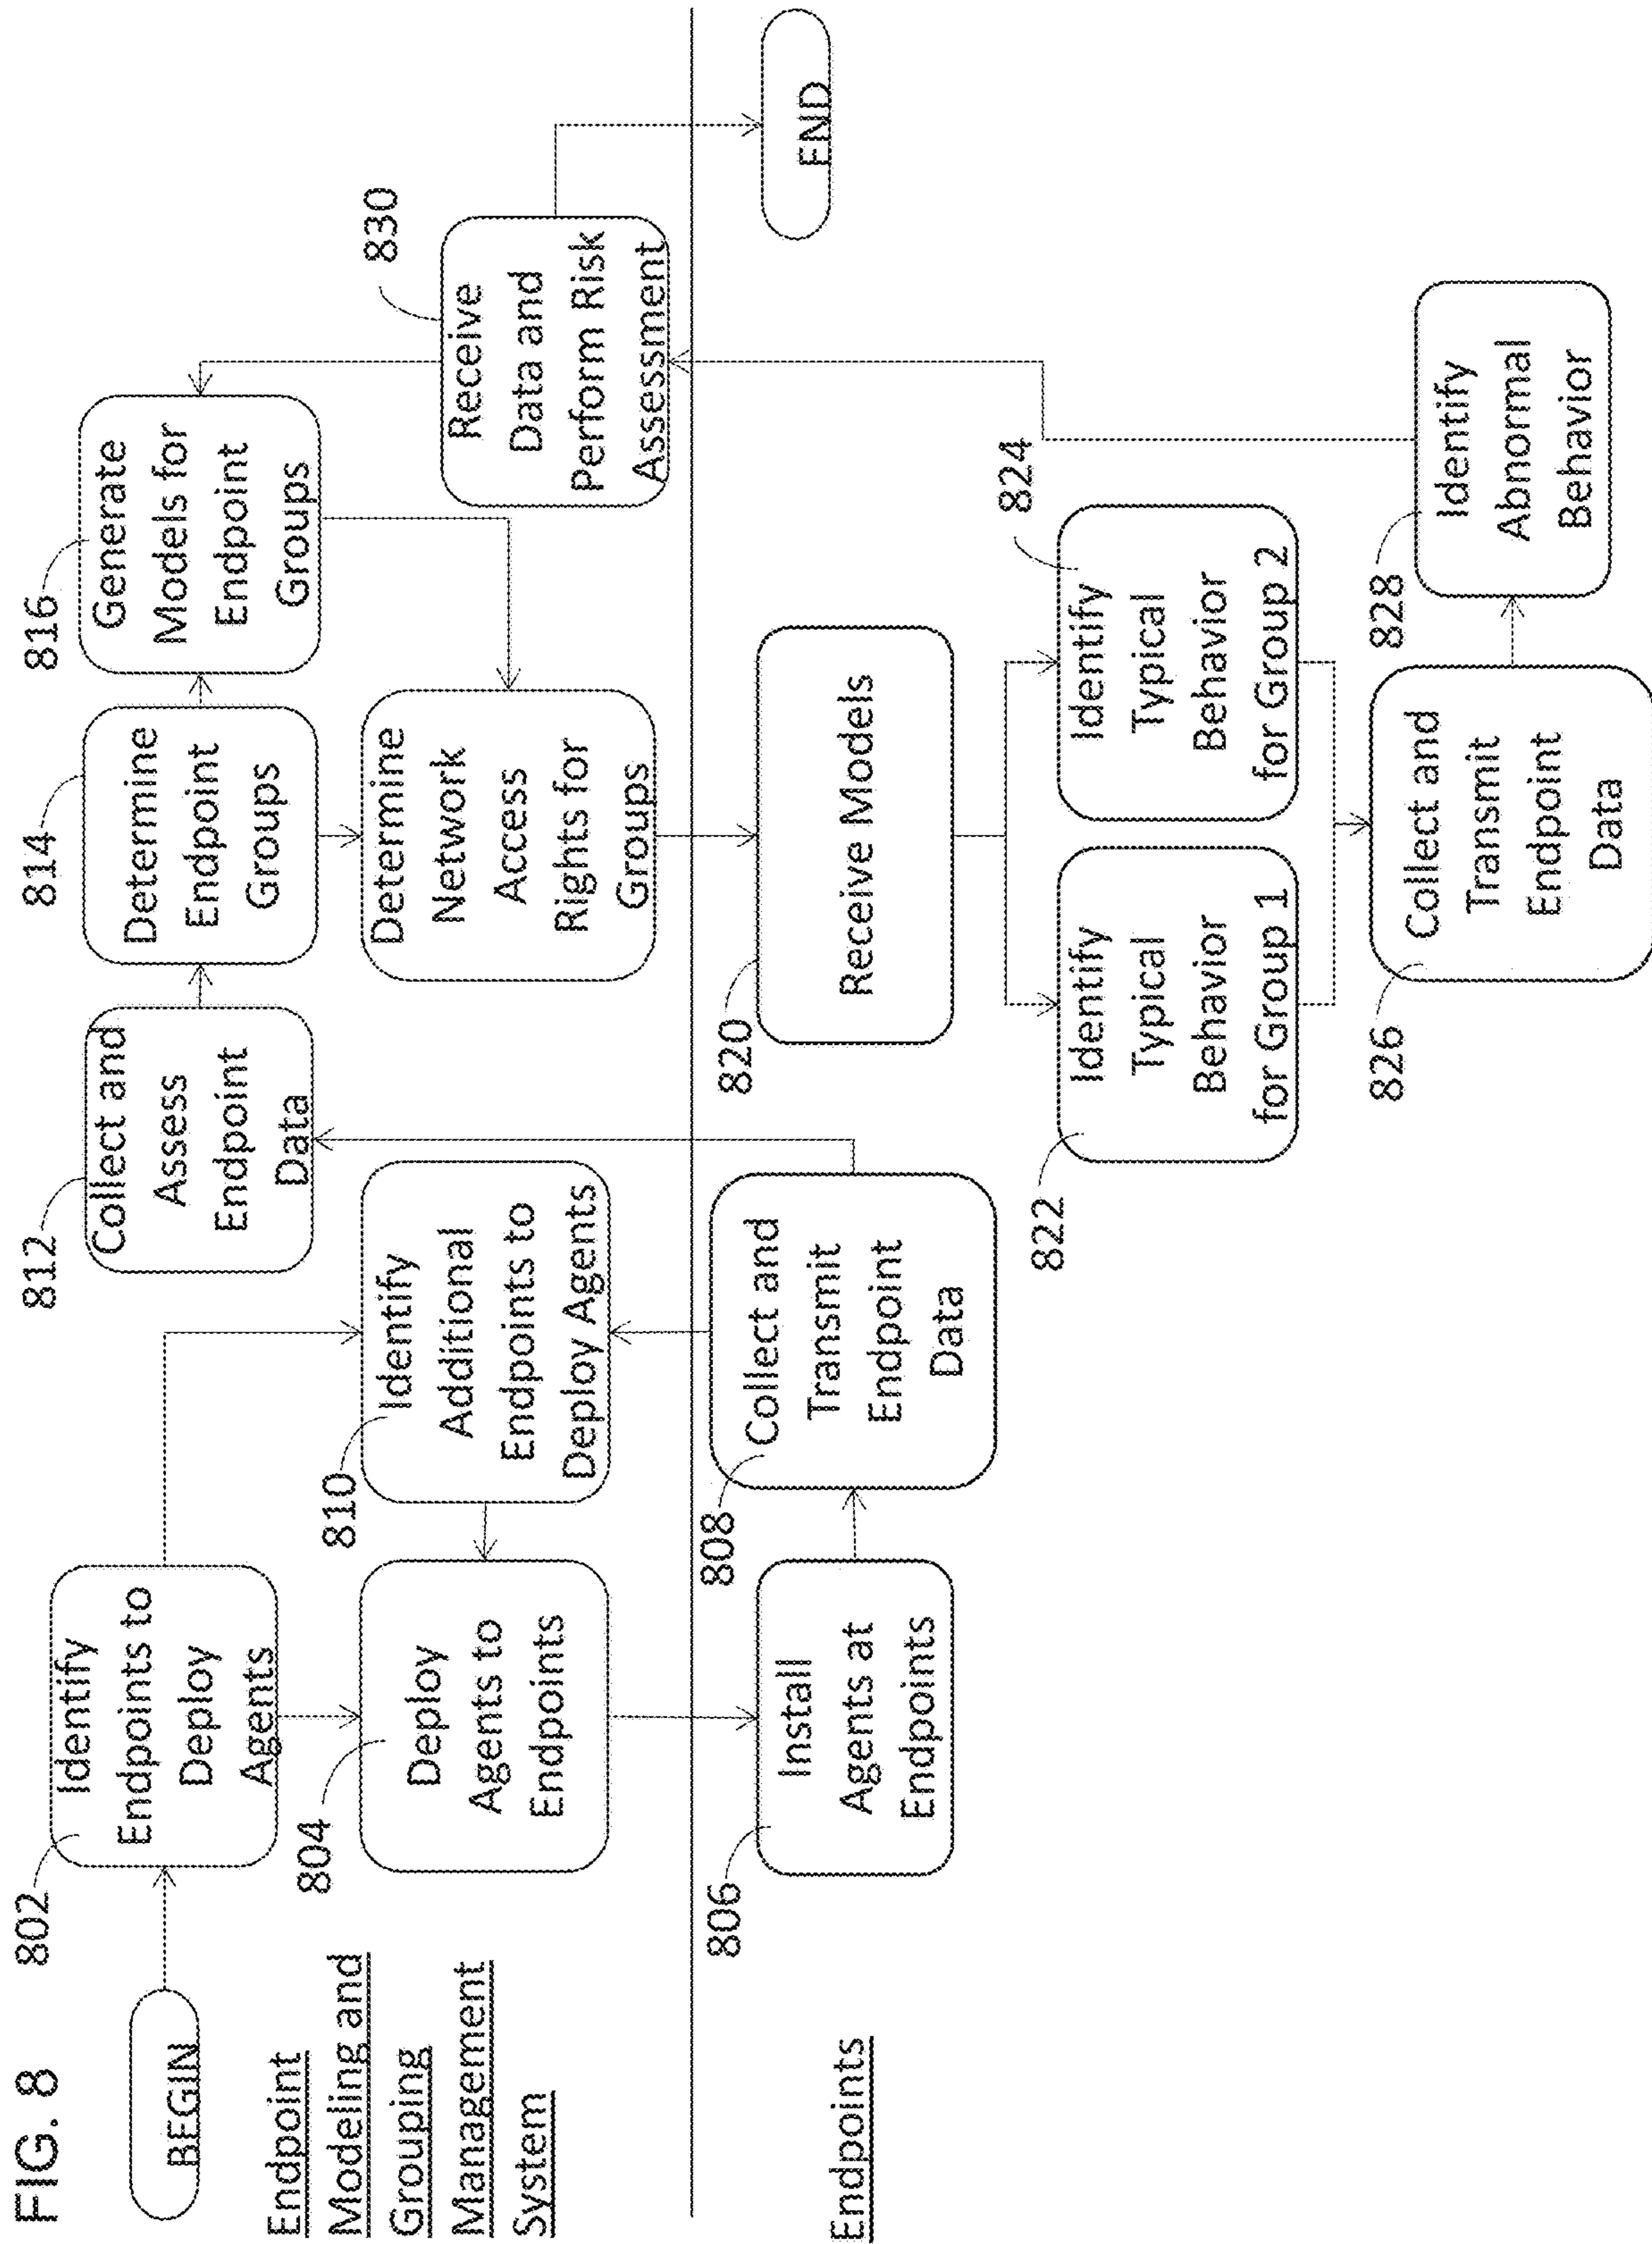 FIG. 8
BEGIN
802
Identify
Endpoints to
Deploy
Agents
804
Deploy
Agents to
Endpoints
810
Identify
Additional
Endpoints to
Deploy Agents
812
Collect and
Assess
Endpoint
Data
814
Determine
Endpoint
Groups
816
Generate
Models for
Endpoint
Groups
Determine
Network
Access
Rights for
Groups
830
Receive
Data and
Perform Risk
Assessment
Endpoint
Modeling and
Grouping
Management
System
END
806
Install
Agents at
Endpoints
808
Collect and
Transmit
Endpoint
Data
820
Receive Models
822
Identify
Typical
Behavior
for Group 1
824
Identify
Typical
Behavior
for Group 2
826
Collect and
Transmit
Endpoint
Data
828
Identify
Abnormal
Behavior
Endpoints